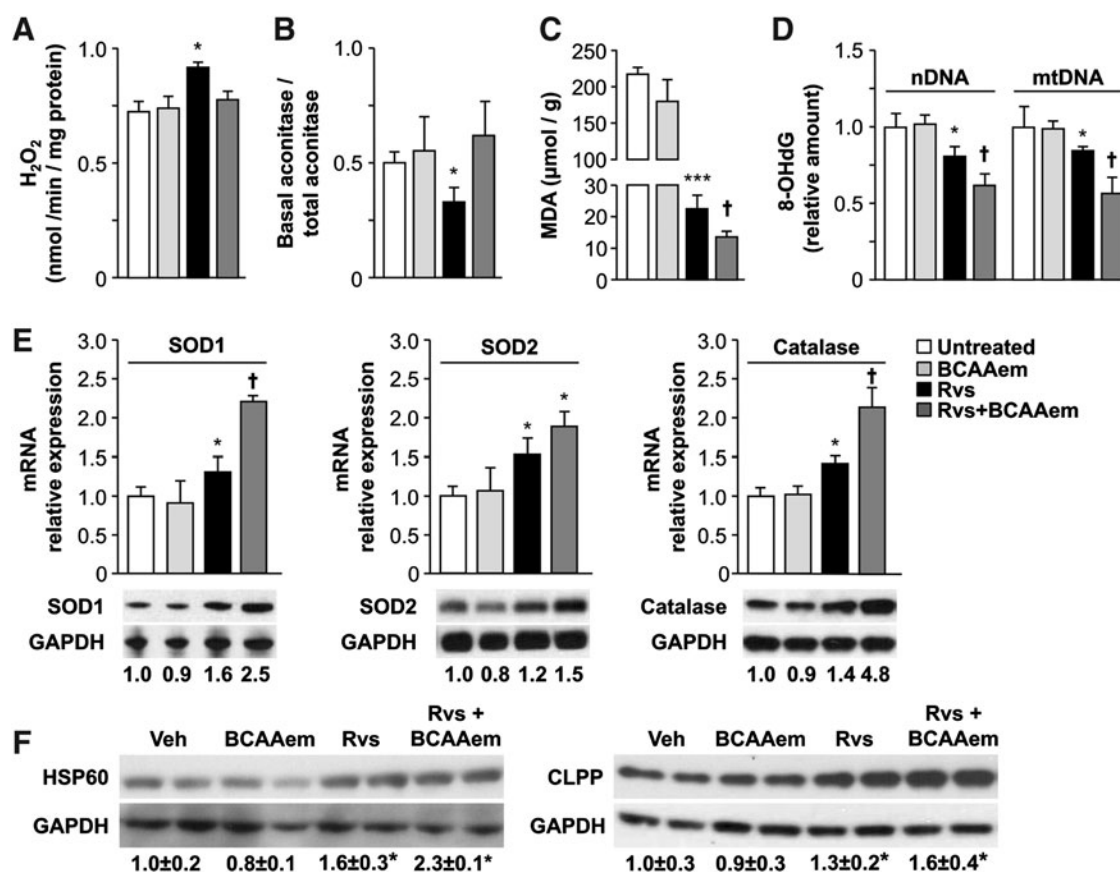 A
H2O2
(nmol /min / mg protein)
1.0
0.5
0
*
B
Basal aconitase /
total aconitase
1.0
0.5
0
*
C
MDA (µmol / g)
250
200
150
100
30
20
10
0
***
†
D
8-OHdG
(relative amount)
1.5
1.0
0.5
0
nDNA
mtDNA
*
†
*
†
E
mRNA
relative expression
3.0
2.5
2.0
1.5
1.0
0.5
0
SOD1
*
†
SOD1
GAPDH
1.0 0.9 1.6 2.5
mRNA
relative expression
3.0
2.5
2.0
1.5
1.0
0.5
0
SOD2
*
*
SOD2
GAPDH
1.0 0.8 1.2 1.5
mRNA
relative expression
3.0
2.5
2.0
1.5
1.0
0.5
0
Catalase
*
†
Catalase
GAPDH
1.0 0.9 1.4 4.8
Untreated
BCAAem
Rvs
Rvs+BCAAem
F
Veh BCAAem Rvs Rvs +
BCAAem
HSP60
GAPDH
1.0±0.2 0.8±0.1 1.6±0.3* 2.3±0.1*
Veh BCAAem Rvs Rvs +
BCAAem
CLPP
GAPDH
1.0±0.3 0.9±0.3 1.3±0.2* 1.6±0.4*